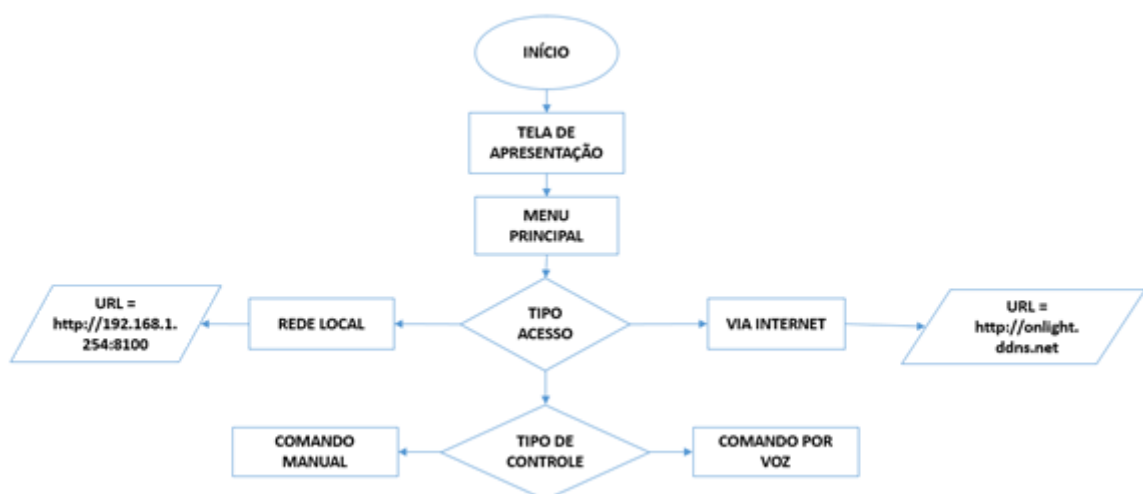 INÍCIO
TELA DE
APRESENTAÇÃO
MENU
PRINCIPAL
URL =
http://192.168.1.
254:8100
REDE LOCAL
TIPO
ACESSO
VIA INTERNET
URL =
http://onlight.
ddns.net
COMANDO
MANUAL
TIPO DE
CONTROLE
COMANDO POR
VOZ